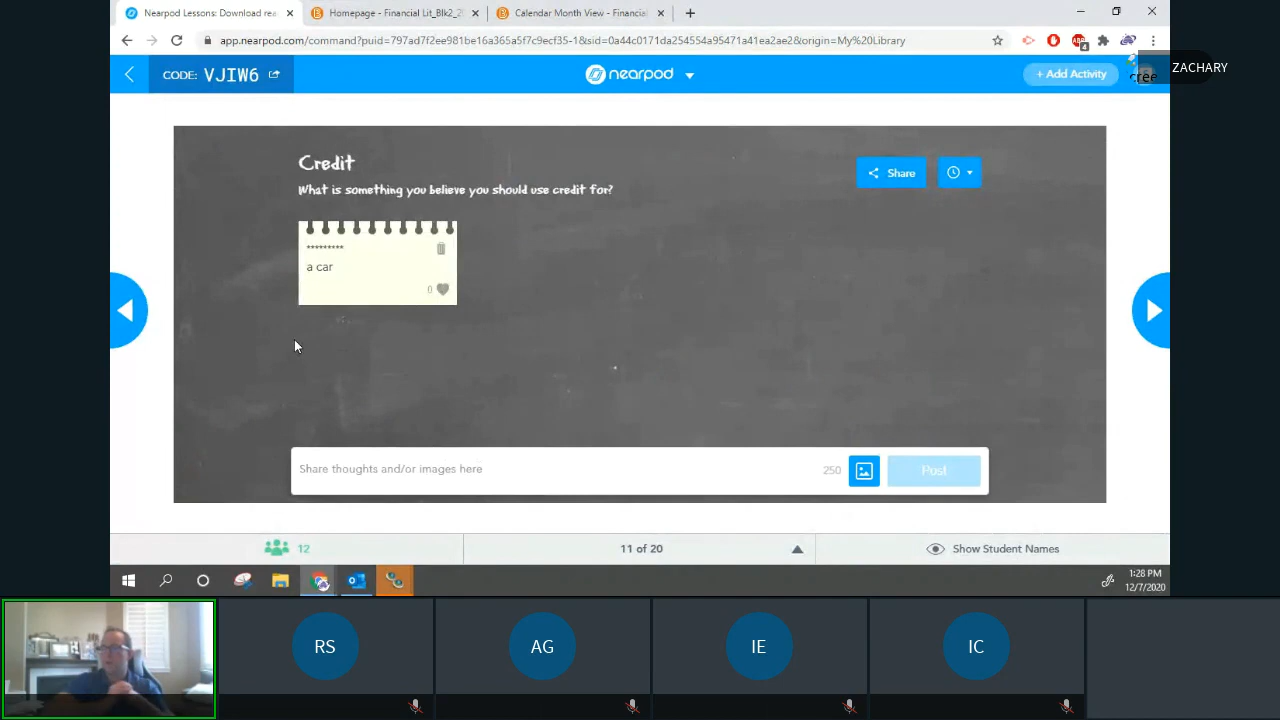 Nearpod Lessons: Download rea
Homepage - Financial Lit_Blk2_2
Calendar Month View - Financial
app.nearpod.com/command?puid=797ad7f2ee981be16a365a5f7c9ecf35-1&sid=0a44c0171da254554a95471a41ea2ae2&origin=My%20Library
4
ZACHARY
CODE: VJIW6
nearpod
+ Add Activity
cree
Credit
What is something you believe you should use credit for?
Share
*********
a car
0
Share thoughts and/or images here
250
Post
12
11 of 20
Show Student Names
1:28 PM
12/7/2020
RS
AG
IE
IC